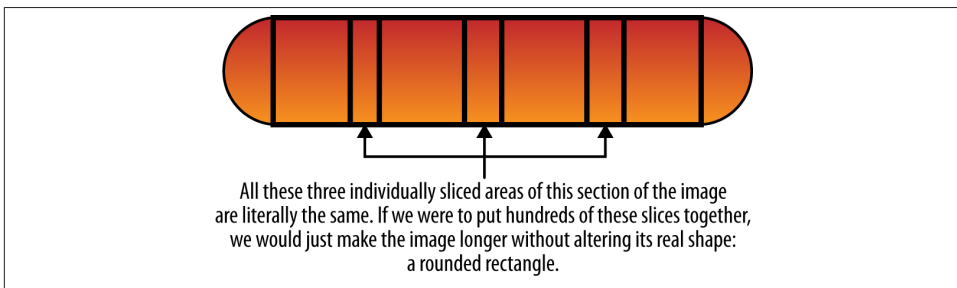 All these three individually sliced areas of this section of the image
are literally the same. If we were to put hundreds of these slices together,
we would just make the image longer without altering its real shape:
a rounded rectangle.